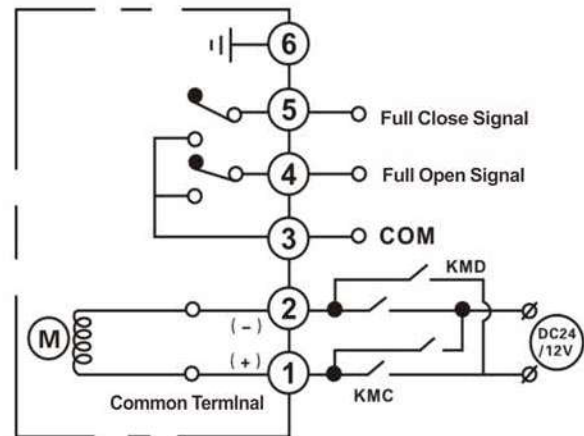 6
5 Full Close Signal
4 Full Open Signal
3 COM
KMD
2
(-)
M
DC24
/12V
(+) 1
Common TermInal KMC